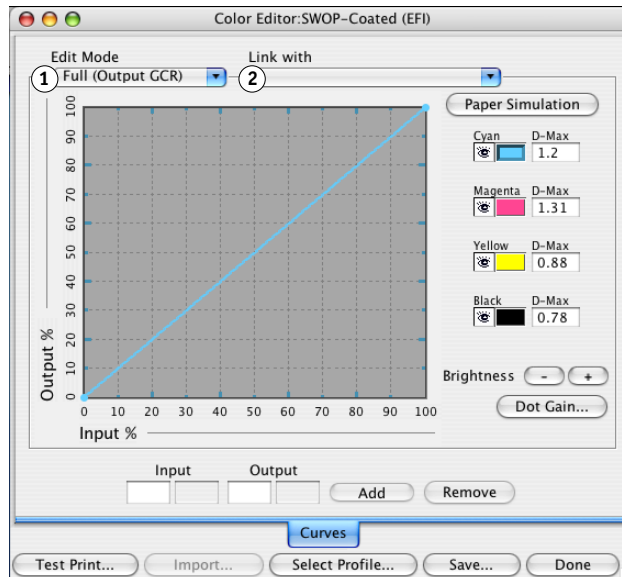 Color Editor:SWOP-Coated (EFI)
Edit Mode
Link with
1 Full (Output GCR)
2
Paper Simulation
Cyan D-Max
1.2
Magenta D-Max
1.31
Yellow D-Max
0.88
Black D-Max
0.78
Brightness - +
Dot Gain...
Output %
100
90
80
70
60
50
40
30
20
10
0
0 10 20 30 40 50 60 70 80 90 100
Input %
Input Output
Add Remove
Curves
Test Print... Import... Select Profile... Save... Done